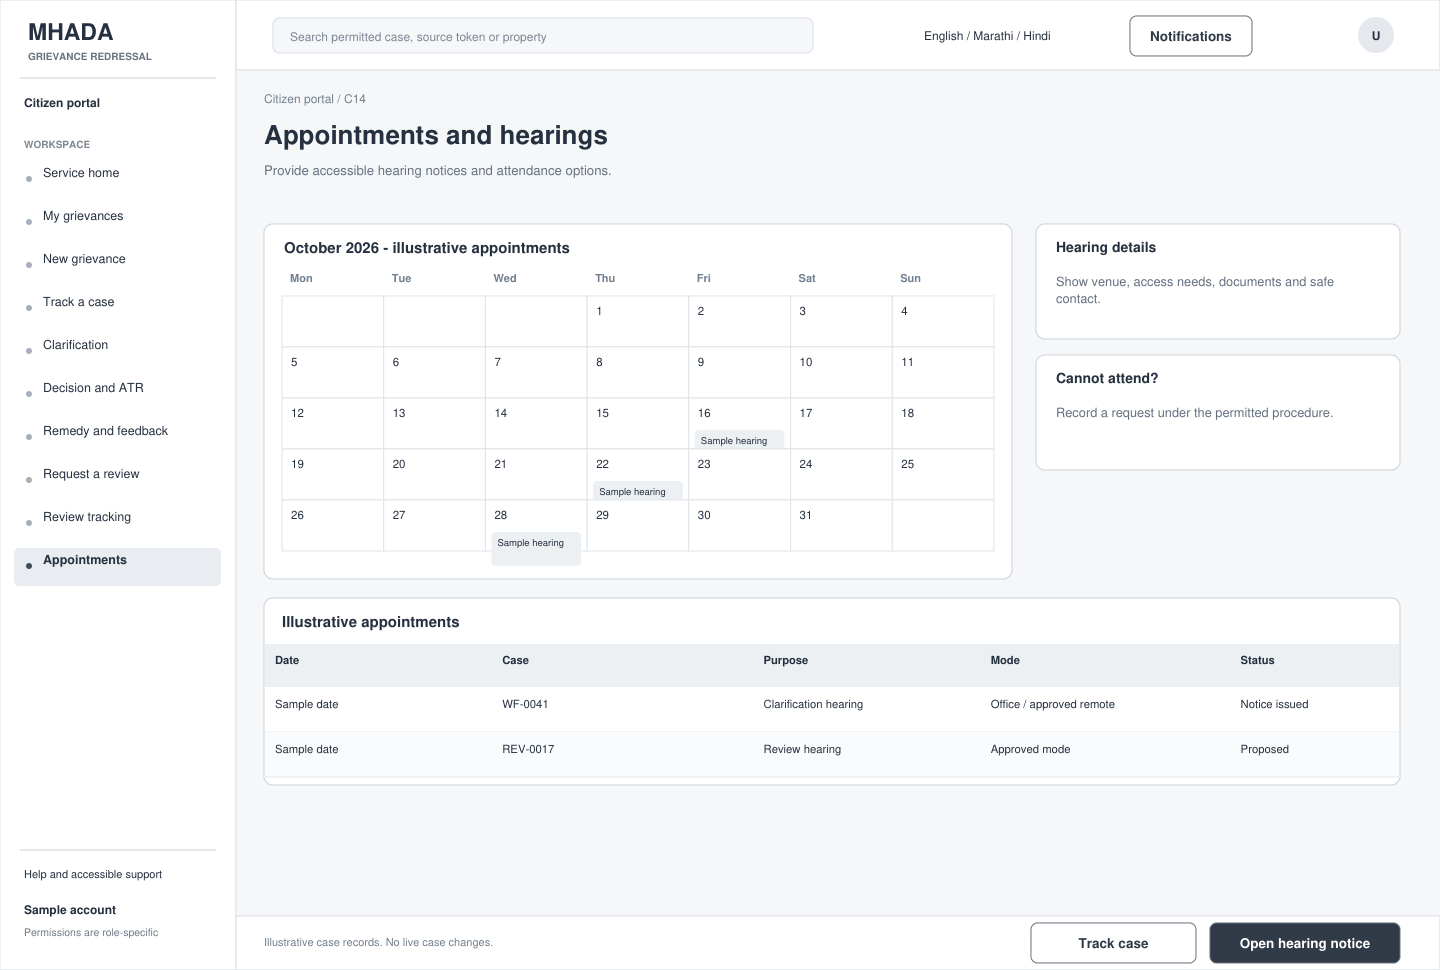 MHADA
GRIEVANCE REDRESSAL
Citizen portal
WORKSPACE
Service home
My grievances
New grievance
Track a case
Clarification
Decision and ATR
Remedy and feedback
Request a review
Review tracking
Appointments
Help and accessible support
Sample account
Permissions are role-specific
Search permitted case, source token or property
English / Marathi / Hindi
Notifications
U
Citizen portal / C14
Appointments and hearings
Provide accessible hearing notices and attendance options.
October 2026 - illustrative appointments
Mon Tue Wed Thu Fri Sat Sun
1 2 3 4
5 6 7 8 9 10 11
12 13 14 15 16 17 18
Sample hearing
19 20 21 22 23 24 25
Sample hearing
26 27 28 29 30 31
Sample hearing
Hearing details
Show venue, access needs, documents and safe
contact.
Cannot attend?
Record a request under the permitted procedure.
Illustrative appointments
Date Case Purpose Mode Status
Sample date WF-0041 Clarification hearing Office / approved remote Notice issued
Sample date REV-0017 Review hearing Approved mode Proposed
Illustrative case records. No live case changes.
Track case
Open hearing notice